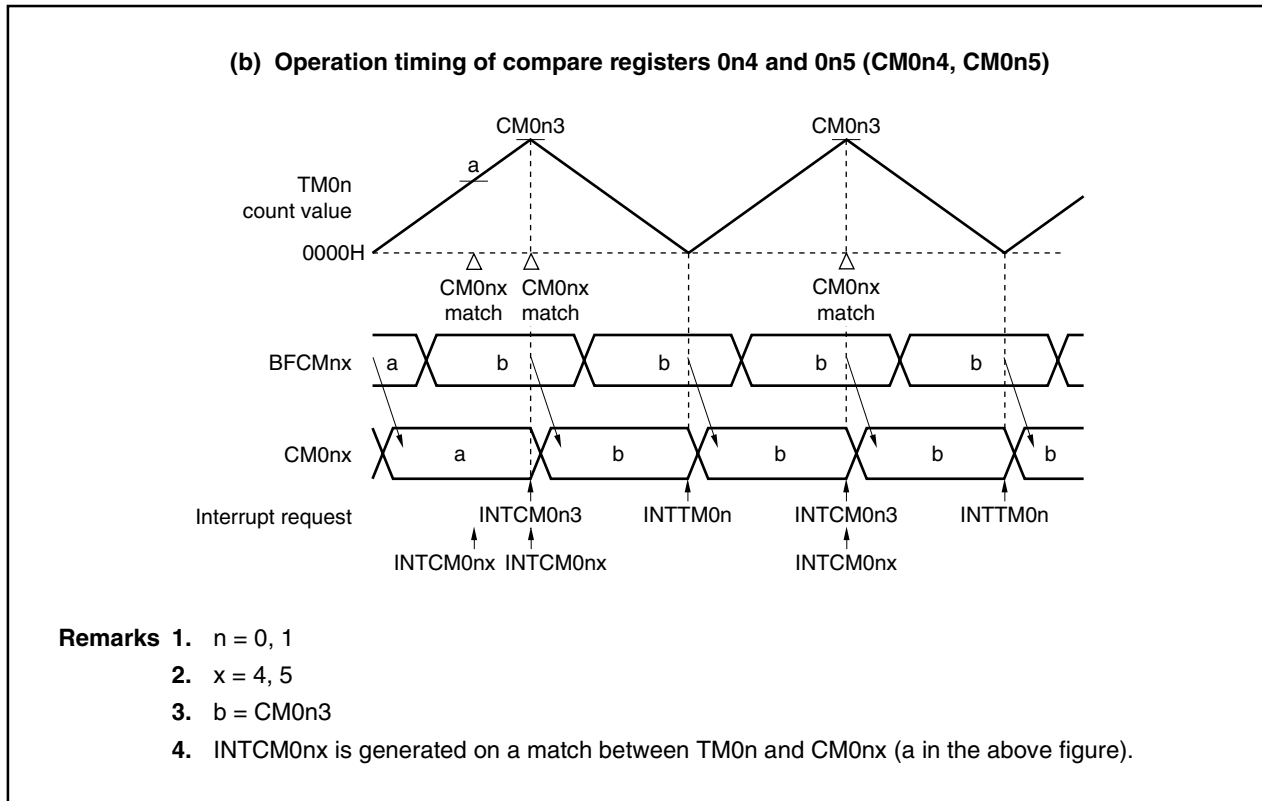 (b) Operation timing of compare registers 0n4 and 0n5 (CM0n4, CM0n5)
CM0n3 CM0n3
a
TM0n
count value
0000H
CM0nx CM0nx CM0nx
match match match
BFCMnx a b b b b
CM0nx a b b b b
Interrupt request INTCM0n3 INTTM0n INTCM0n3 INTTM0n
INTCM0nx INTCM0nx INTCM0nx
Remarks 1. n = 0, 1
2. x = 4, 5
3. b = CM0n3
4. INTCM0nx is generated on a match between TM0n and CM0nx (a in the above figure).